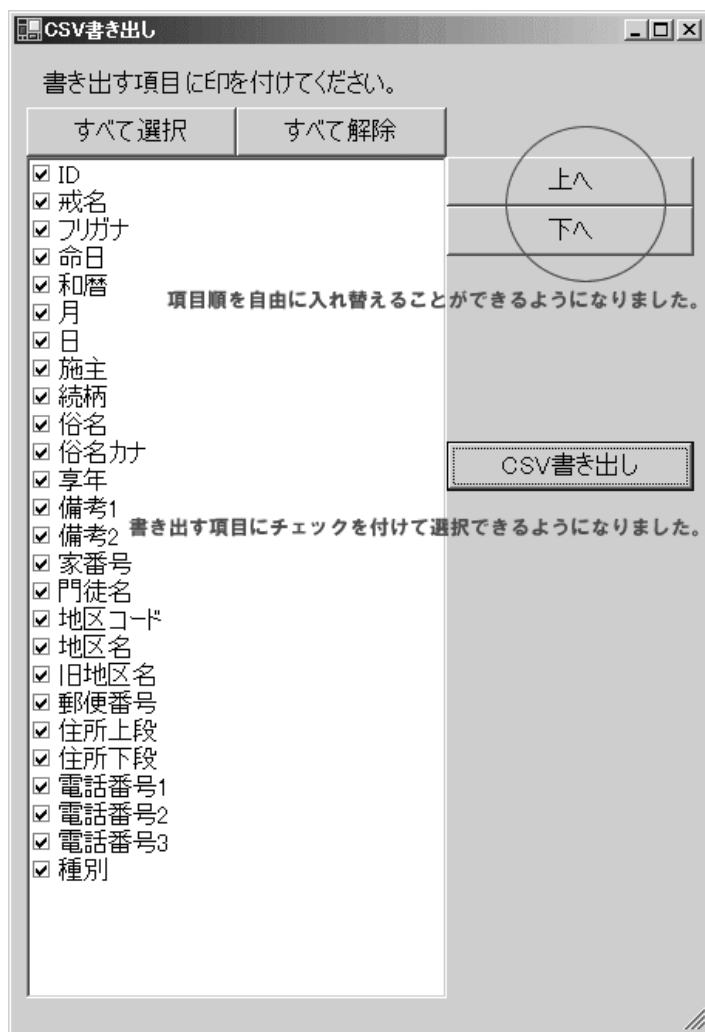 CSV書き出し
書き出す項目に印を付けてください。
すべて選択 すべて解除
上へ
下へ
ID
戒名
フリガナ
命日
和暦
項目順を自由に入れ替えることができるようになりました。
月
日
施主
続柄
俗名
俗名カナ
CSV書き出し
享年
備考1
備考2
書き出す項目にチェックを付けて選択できるようになりました。
家番号
門徒名
地区コード
地区名
旧地区名
郵便番号
住所上段
住所下段
電話番号1
電話番号2
電話番号3
種別